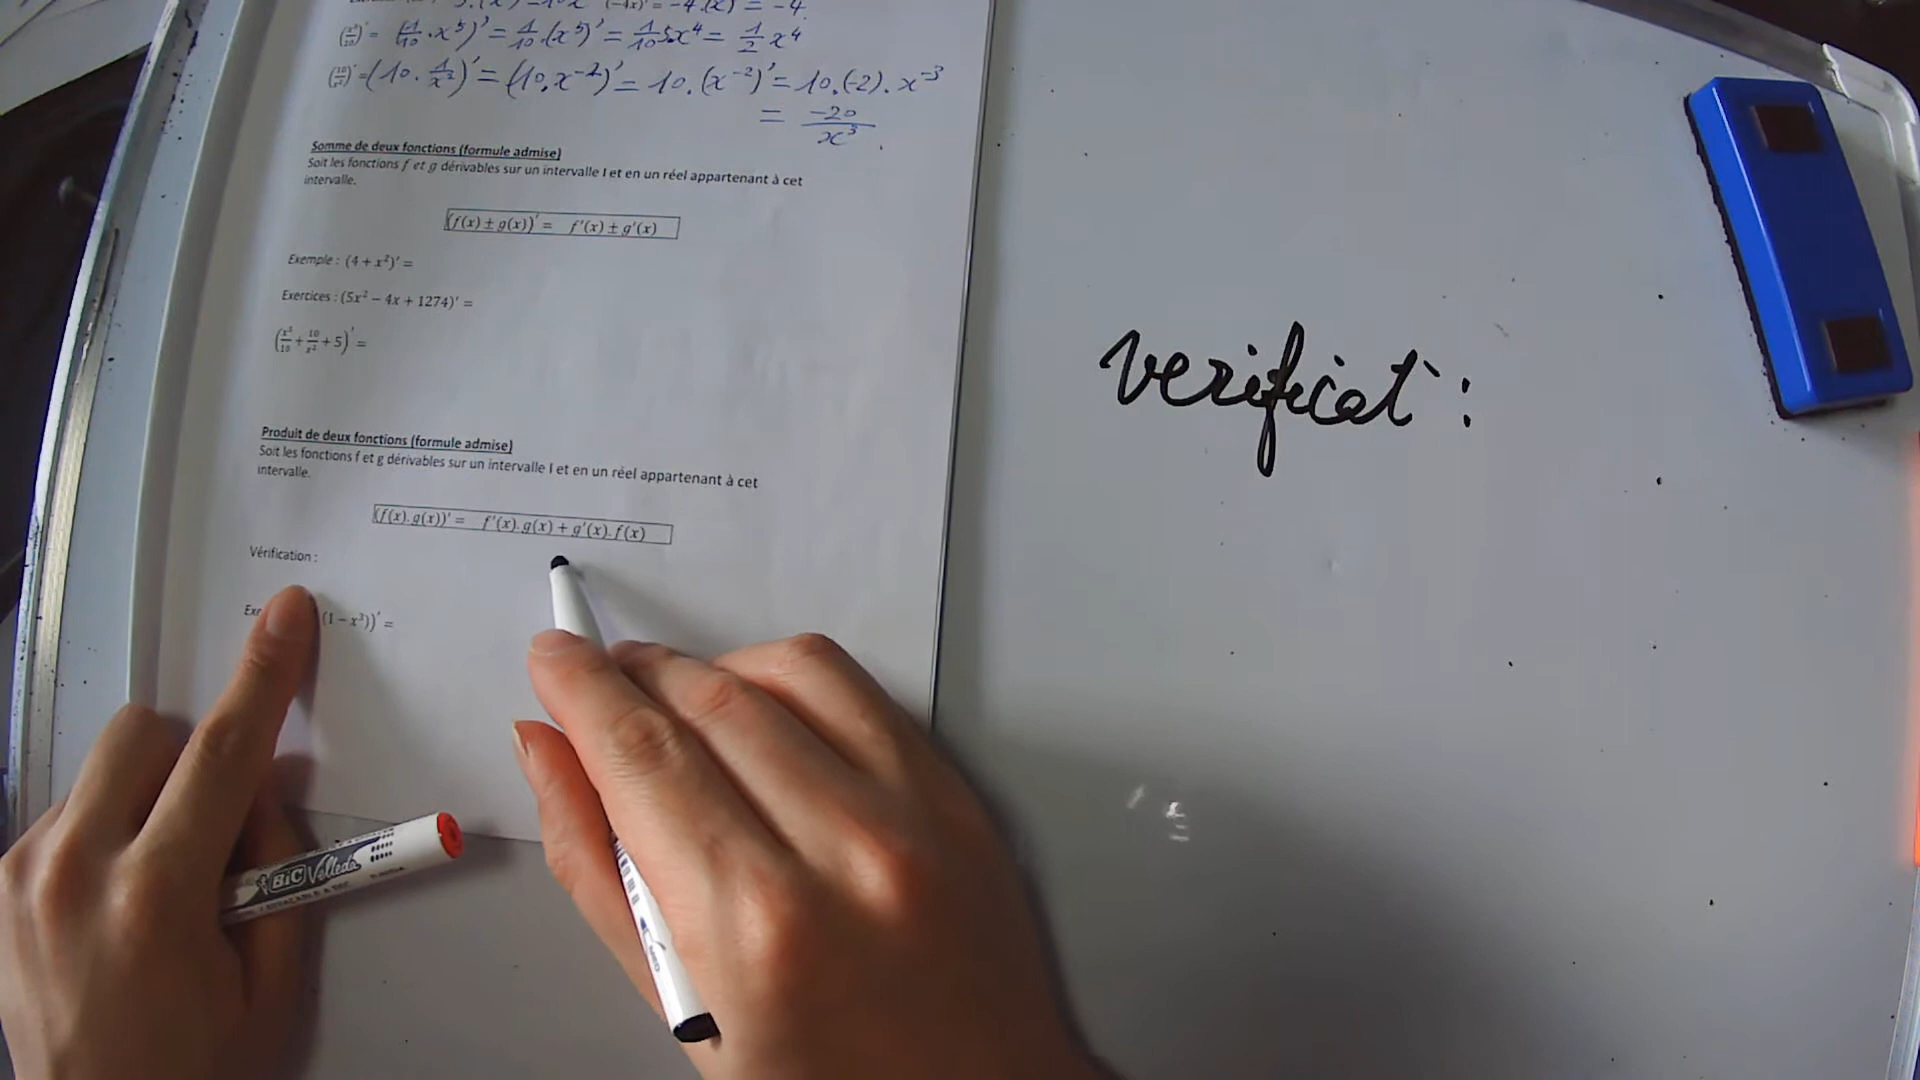 = -4.(x)' = -4
(x⁵/10)' = (1/10 . x⁵)' = 1/10 . (x⁵)' = 1/10 5x⁴ = 1/2 x⁴
(10/x²)' = (10 . 1/x²)' = (10 . x⁻²)' = 10 . (x⁻²)' = 10 . (-2) . x⁻³
= -20/x³ .
Somme de deux fonctions (formule admise)
Soit les fonctions f et g dérivables sur un intervalle I et en un réel appartenant à cet
intervalle.
(f(x) ± g(x))' = f'(x) ± g'(x)
Exemple : (4 + x²)' =
Exercices : (5x² − 4x + 1274)' =
(x⁵/10 + 10/x² + 5)' =
Produit de deux fonctions (formule admise)
Soit les fonctions f et g dérivables sur un intervalle I et en un réel appartenant à cet
intervalle.
(f(x). g(x))' = f'(x). g(x) + g'(x). f(x)
Vérification :
(1 − x³))' =
verificat° :
BIC Velleda